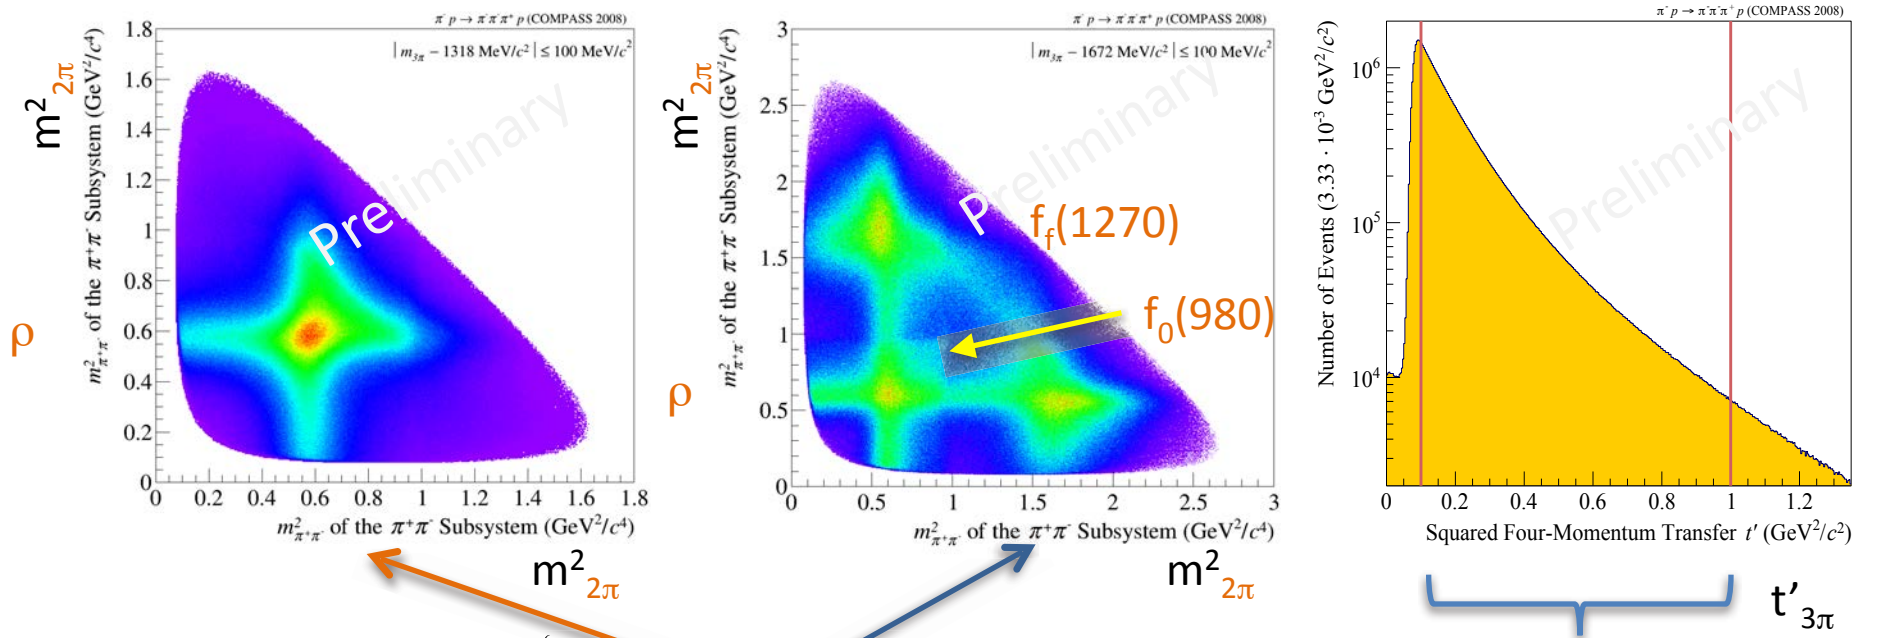 π⁻ p → π⁻π⁻π⁺ p (COMPASS 2008)
| m3π − 1318 MeV/c² | ≤ 100 MeV/c²
Preliminary
m²2π
m²π⁺π⁻ of the π⁺π⁻ Subsystem (GeV²/c⁴)
1.8
1.6
1.4
1.2
1
0.8
0.6
0.4
0.2
0
ρ
0 0.2 0.4 0.6 0.8 1 1.2 1.4 1.6 1.8
m²π⁺π⁻ of the π⁺π⁻ Subsystem (GeV²/c⁴)
m²2π
π⁻ p → π⁻π⁻π⁺ p (COMPASS 2008)
| m3π − 1672 MeV/c² | ≤ 100 MeV/c²
Preliminary
m²2π
m²π⁺π⁻ of the π⁺π⁻ Subsystem (GeV²/c⁴)
3
2.5
2
1.5
1
0.5
0
ff(1270)
f0(980)
ρ
0 0.5 1 1.5 2 2.5 3
m²π⁺π⁻ of the π⁺π⁻ Subsystem (GeV²/c⁴)
m²2π
π⁻ p → π⁻π⁻π⁺ p (COMPASS 2008)
Preliminary
Number of Events (3.33 · 10⁻³ GeV²/c²)
10⁶
10⁵
10⁴
0 0.2 0.4 0.6 0.8 1 1.2
Squared Four-Momentum Transfer t′ (GeV²/c²)
t’3π